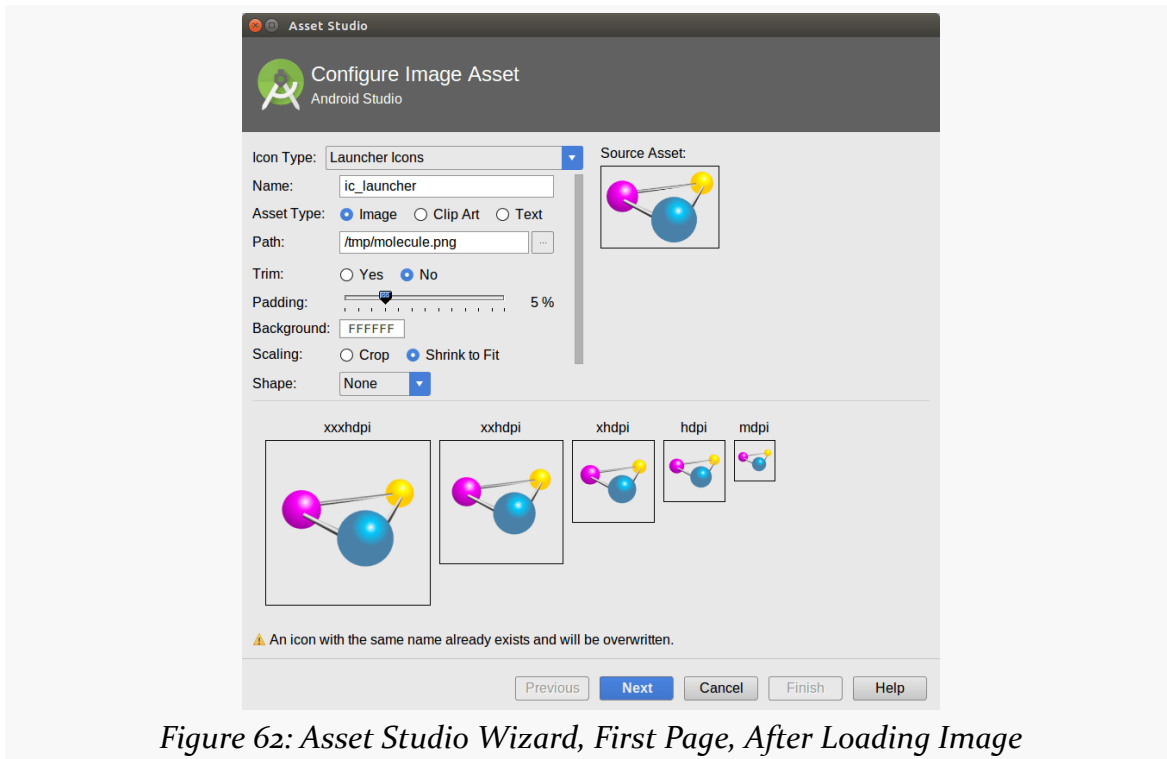 Asset Studio
Configure Image Asset
Android Studio
Icon Type: Launcher Icons
Source Asset:
Name: ic_launcher
Asset Type: Image Clip Art Text
Path: /tmp/molecule.png ...
Trim: Yes No
Padding: 5 %
Background: FFFFFF
Scaling: Crop Shrink to Fit
Shape: None
xxxhdpi xxhdpi xhdpi hdpi mdpi
An icon with the same name already exists and will be overwritten.
Previous Next Cancel Finish Help
Figure 62: Asset Studio Wizard, First Page, After Loading Image